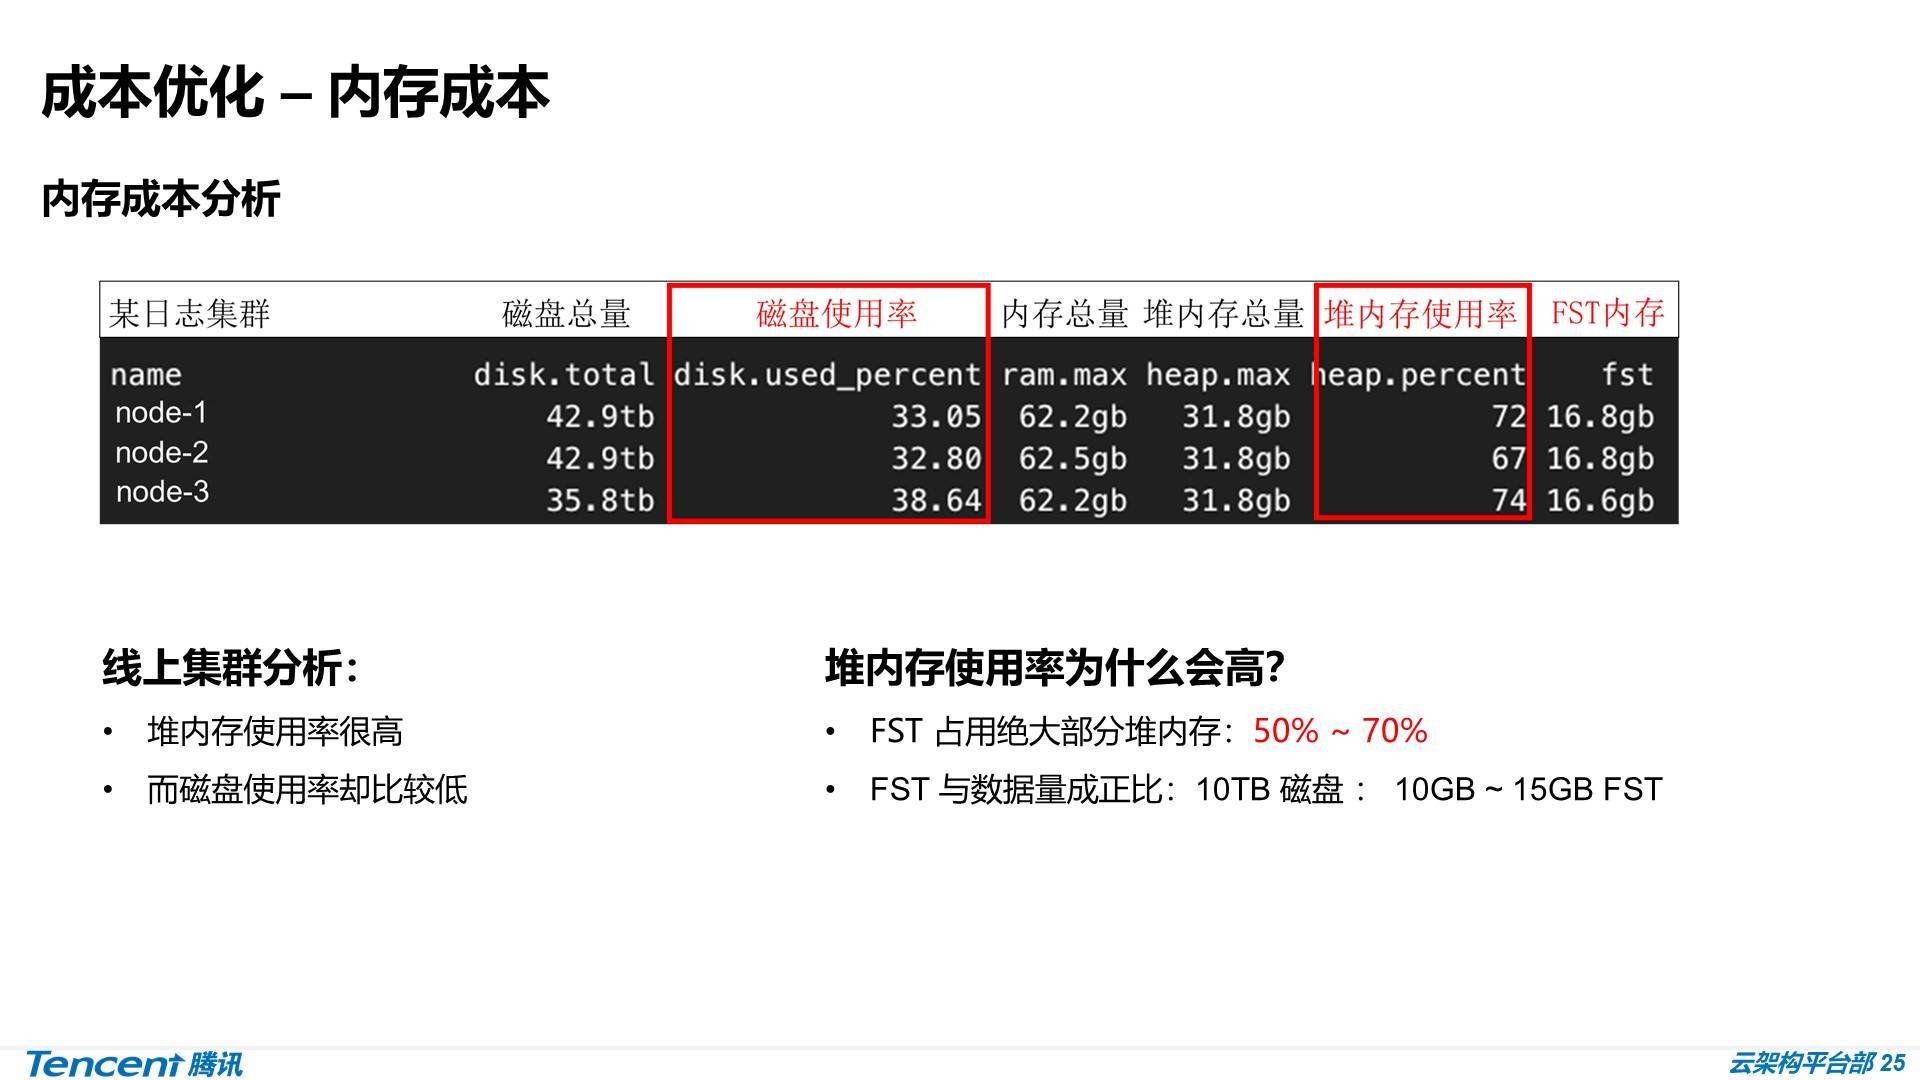 成本优化 – 内存成本
内存成本分析
某日志集群 磁盘总量 磁盘使用率 内存总量 堆内存总量 堆内存使用率 FST内存
name disk.total disk.used_percent ram.max heap.max heap.percent fst
node-1 42.9tb 33.05 62.2gb 31.8gb 72 16.8gb
node-2 42.9tb 32.80 62.5gb 31.8gb 67 16.8gb
node-3 35.8tb 38.64 62.2gb 31.8gb 74 16.6gb
线上集群分析：
• 堆内存使用率很高
• 而磁盘使用率却比较低
堆内存使用率为什么会高？
• FST 占用绝大部分堆内存：50% ~ 70%
• FST 与数据量成正比：10TB 磁盘 ： 10GB ~ 15GB FST
Tencent 腾讯
云架构平台部 25